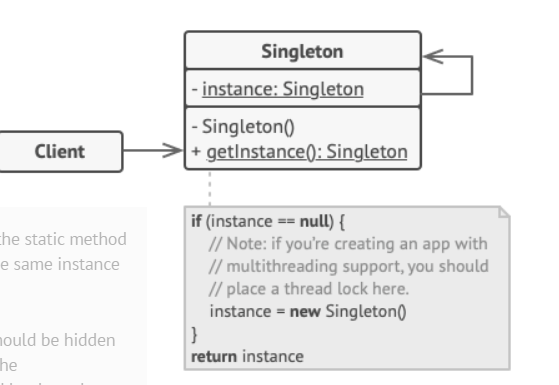 Singleton
- instance: Singleton
- Singleton()
+ getInstance(): Singleton
Client
if (instance == null) {
// Note: if you're creating an app with
// multithreading support, you should
// place a thread lock here.
instance = new Singleton()
}
return instance
the static method
same instance
should be hidden